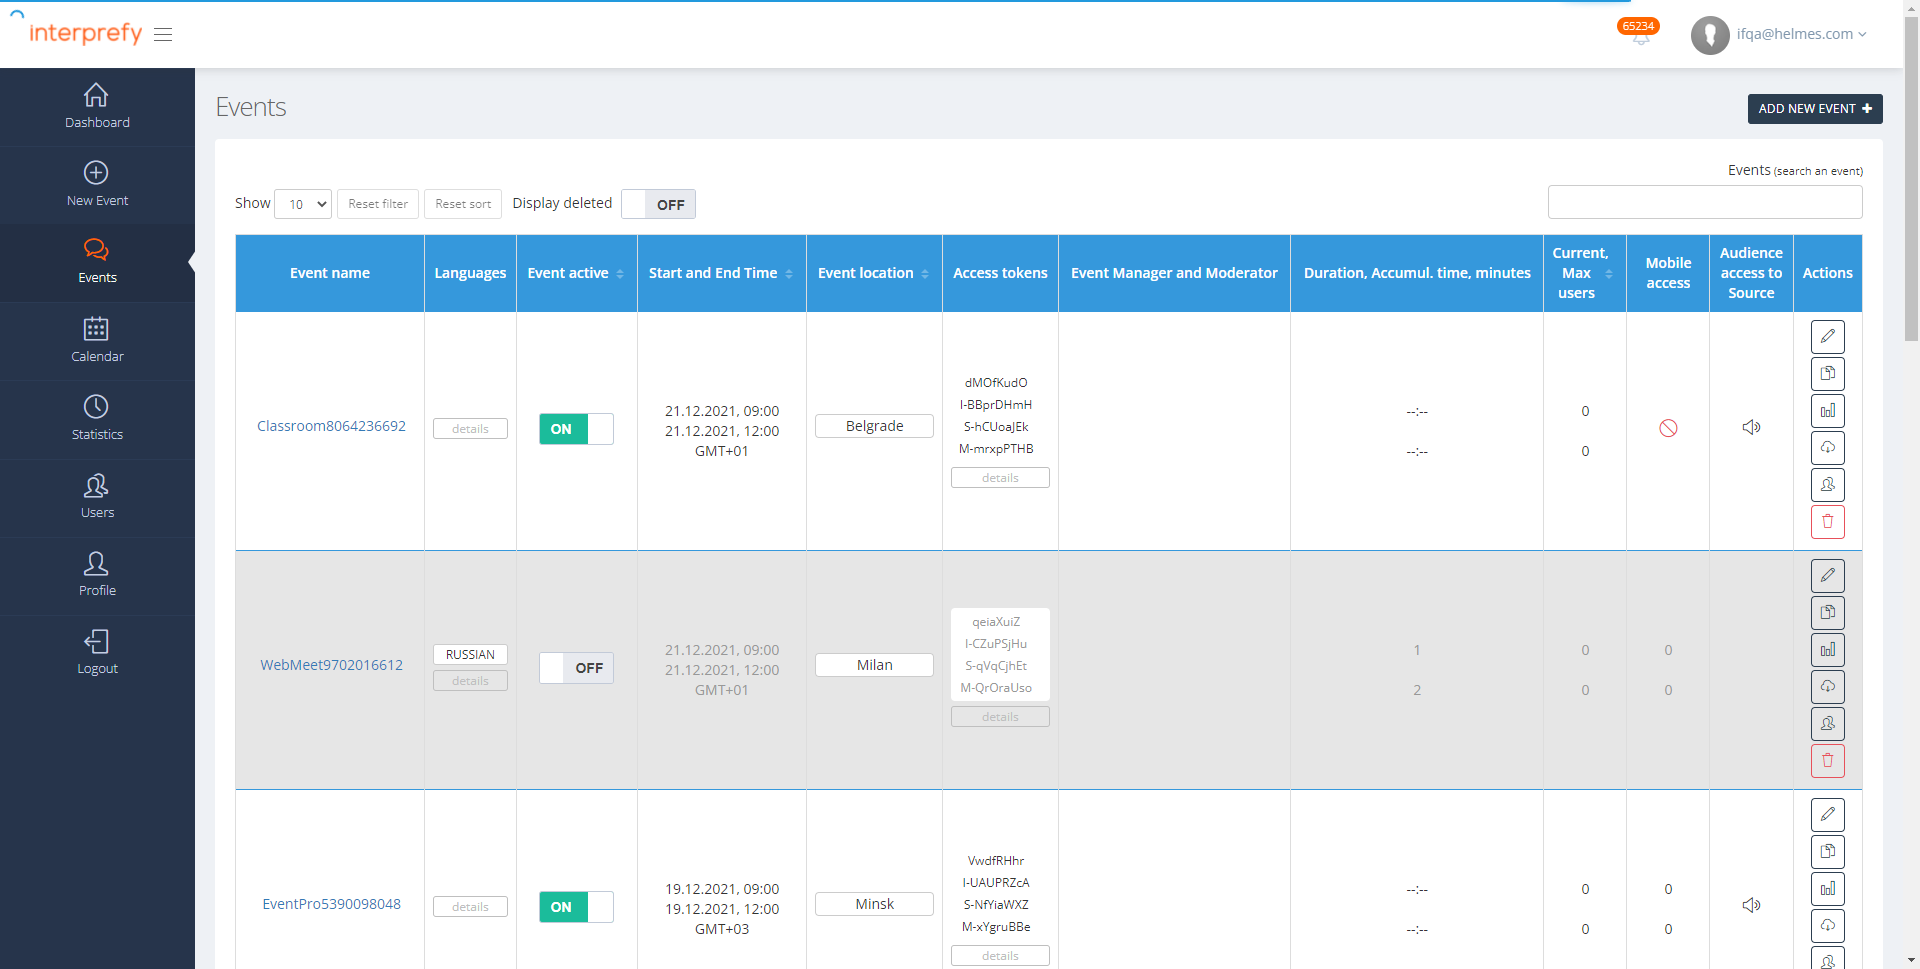 interprefy
65234
ifqa@helmes.com
Dashboard
New Event
Events
Calendar
Statistics
Users
Profile
Logout
Events
ADD NEW EVENT
Events (search an event)
Show 10 Reset filter Reset sort Display deleted OFF
Event name Languages Event active Start and End Time Event location Access tokens Event Manager and Moderator Duration, Accumul. time, minutes Current, Max users Mobile access Audience access to Source Actions
Classroom8064236692
details
ON
21.12.2021, 09:00
21.12.2021, 12:00
GMT+01
Belgrade
dMOfKudO
I-BBprDHmH
S-hCUoaJEk
M-mrxpPTHB
details
--:--
--:--
0
0
WebMeet9702016612
RUSSIAN
details
OFF
21.12.2021, 09:00
21.12.2021, 12:00
GMT+01
Milan
qeiaXuiZ
I-CZuPSjHu
S-qVqCjhEt
M-QrOraUso
details
1
2
0
0
0
0
EventPro5390098048
details
ON
19.12.2021, 09:00
19.12.2021, 12:00
GMT+03
Minsk
VwdfRHhr
I-UAUPRZcA
S-NfYiaWXZ
M-xYgruBBe
details
--:--
--:--
0
0
0
0